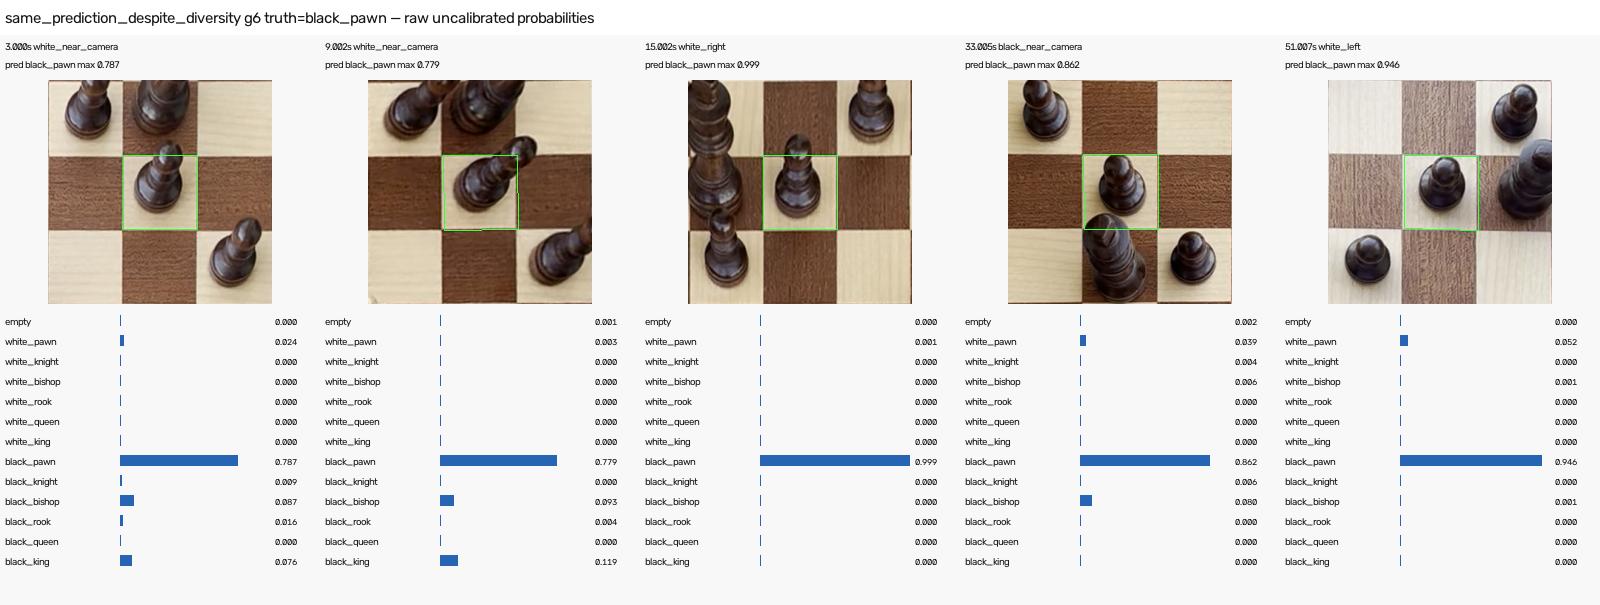 same_prediction_despite_diversity g6 truth=black_pawn — raw uncalibrated probabilities
3.000s white_near_camera
pred black_pawn max 0.787
empty 0.000
white_pawn 0.024
white_knight 0.000
white_bishop 0.000
white_rook 0.000
white_queen 0.000
white_king 0.000
black_pawn 0.787
black_knight 0.009
black_bishop 0.087
black_rook 0.016
black_queen 0.000
black_king 0.076
9.002s white_near_camera
pred black_pawn max 0.779
empty 0.001
white_pawn 0.003
white_knight 0.000
white_bishop 0.000
white_rook 0.000
white_queen 0.000
white_king 0.000
black_pawn 0.779
black_knight 0.000
black_bishop 0.093
black_rook 0.004
black_queen 0.000
black_king 0.119
15.002s white_right
pred black_pawn max 0.999
empty 0.000
white_pawn 0.001
white_knight 0.000
white_bishop 0.000
white_rook 0.000
white_queen 0.000
white_king 0.000
black_pawn 0.999
black_knight 0.000
black_bishop 0.000
black_rook 0.000
black_queen 0.000
black_king 0.000
33.005s black_near_camera
pred black_pawn max 0.862
empty 0.002
white_pawn 0.039
white_knight 0.004
white_bishop 0.006
white_rook 0.000
white_queen 0.000
white_king 0.000
black_pawn 0.862
black_knight 0.006
black_bishop 0.080
black_rook 0.000
black_queen 0.000
black_king 0.000
51.007s white_left
pred black_pawn max 0.946
empty 0.000
white_pawn 0.052
white_knight 0.000
white_bishop 0.001
white_rook 0.000
white_queen 0.000
white_king 0.000
black_pawn 0.946
black_knight 0.000
black_bishop 0.001
black_rook 0.000
black_queen 0.000
black_king 0.000